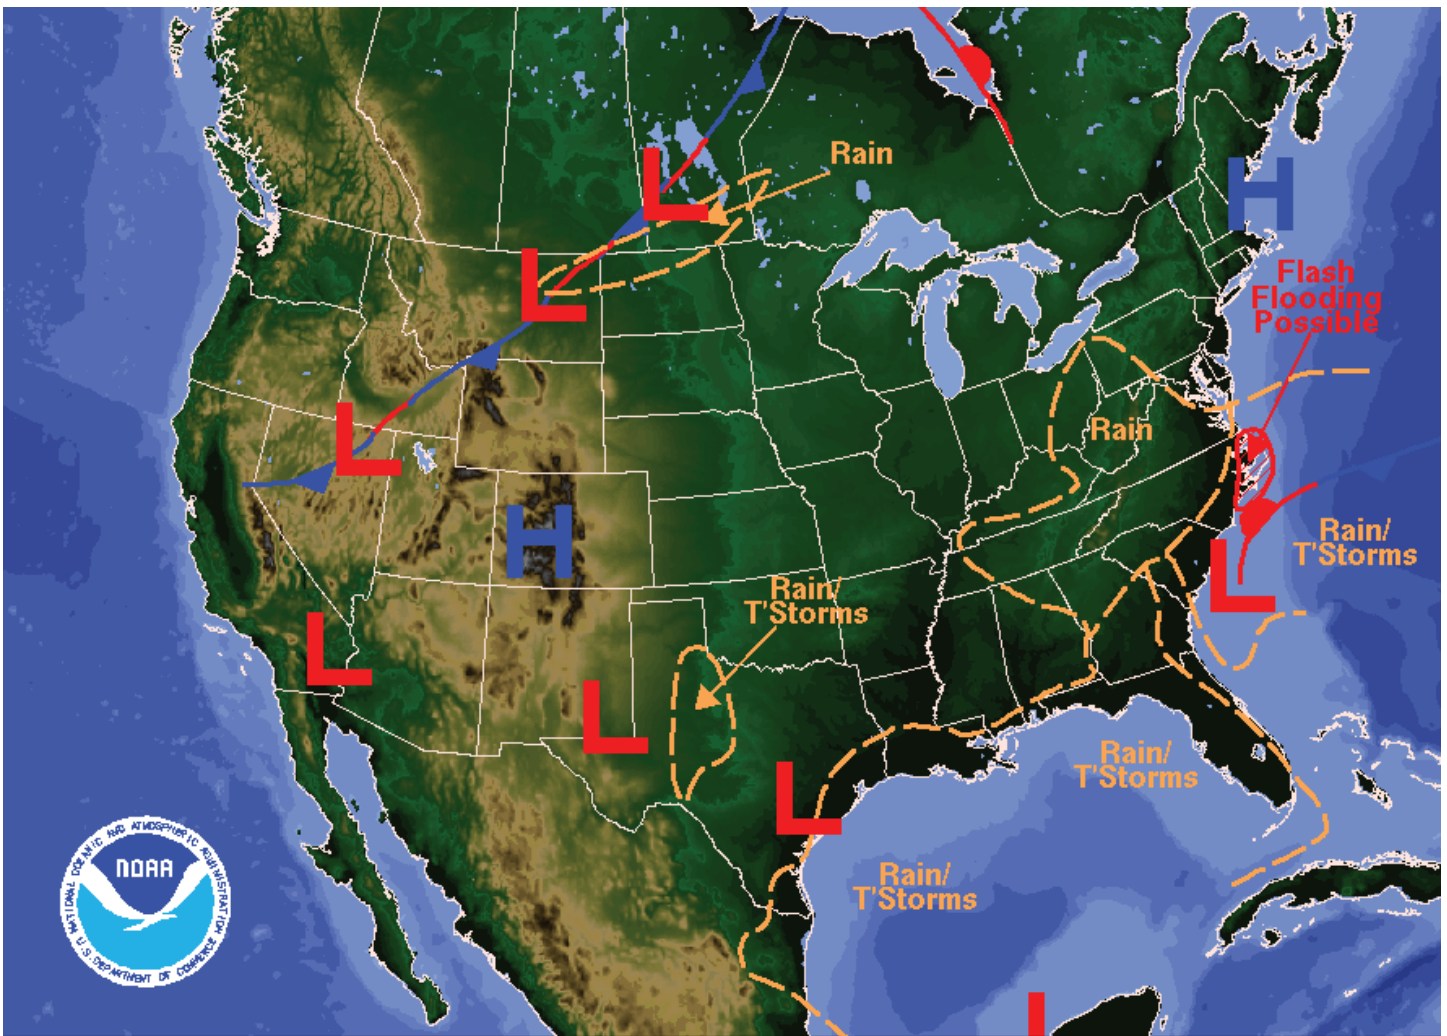 Rain
H
L
Flash
Flooding
Possible
L
L
Rain
H
Rain/
T'Storms
L
Rain/
T'Storms
L
L
L
Rain/
T'Storms
L
Rain/
T'Storms
NOAA
NATIONAL OCEANIC AND ATMOSPHERIC ADMINISTRATION
U.S. DEPARTMENT OF COMMERCE
L